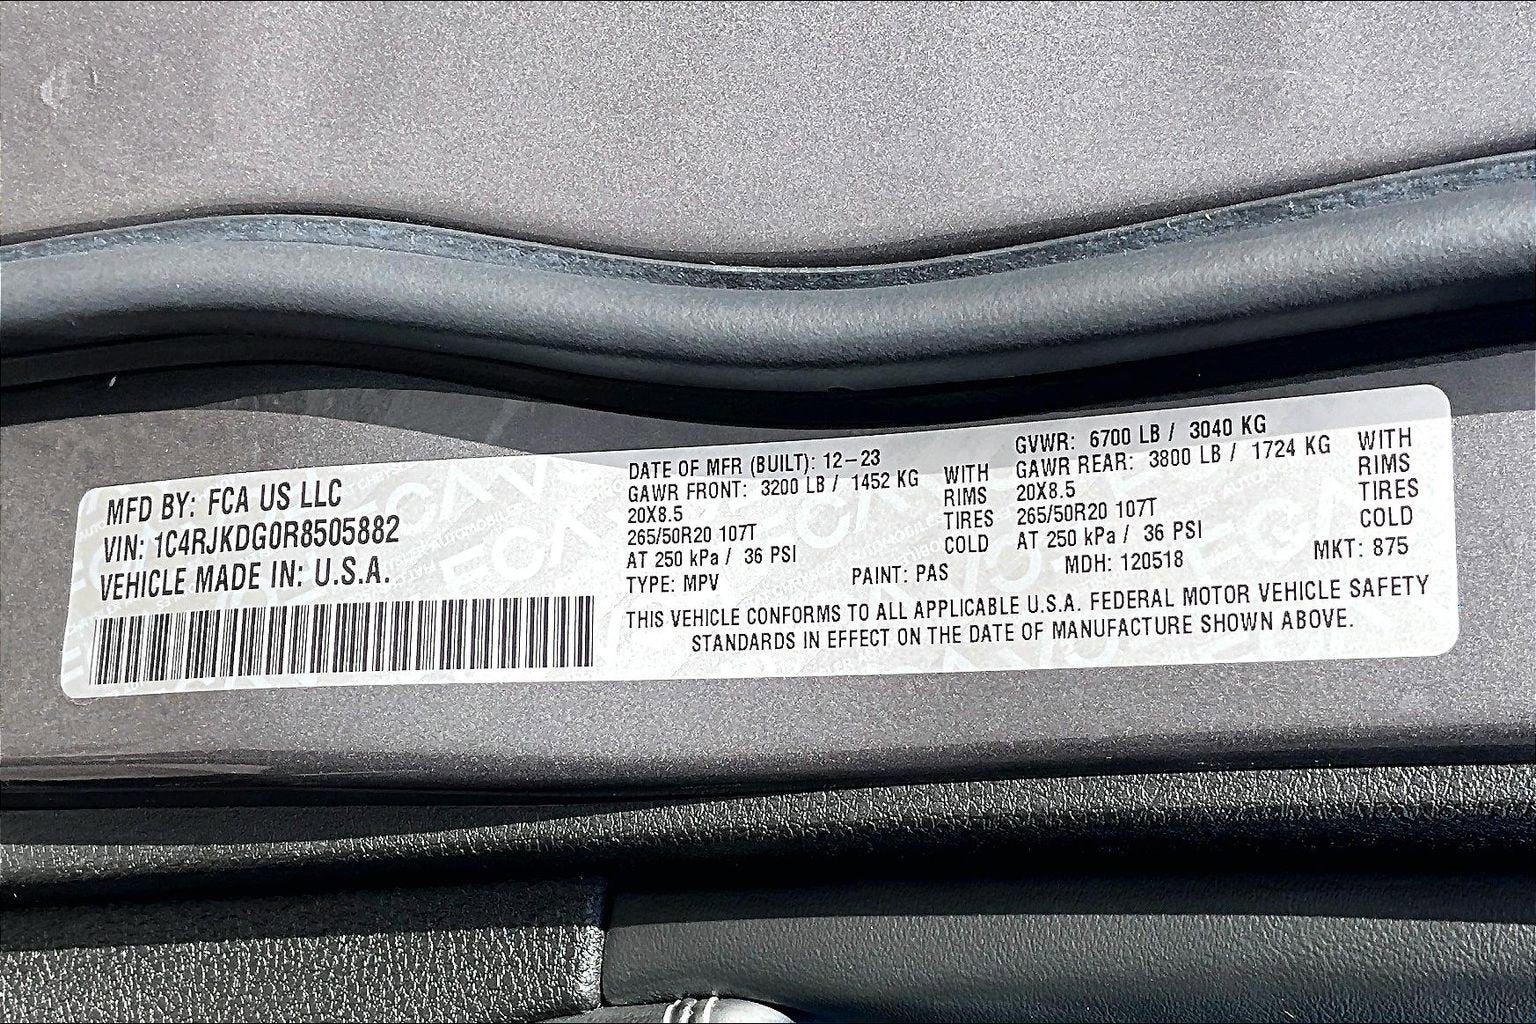 MFD BY: FCA US LLC
VIN: 1C4RJKDG0R8505882
VEHICLE MADE IN: U.S.A.
DATE OF MFR (BUILT): 12-23
GAWR FRONT: 3200 LB / 1452 KG WITH
20X8.5 RIMS
265/50R20 107T TIRES
AT 250 kPa / 36 PSI COLD
TYPE: MPV PAINT: PAS
GVWR: 6700 LB / 3040 KG
GAWR REAR: 3800 LB / 1724 KG WITH
20X8.5 RIMS
265/50R20 107T TIRES
AT 250 kPa / 36 PSI COLD
MDH: 120518 MKT: 875
THIS VEHICLE CONFORMS TO ALL APPLICABLE U.S.A. FEDERAL MOTOR VEHICLE SAFETY
STANDARDS IN EFFECT ON THE DATE OF MANUFACTURE SHOWN ABOVE.